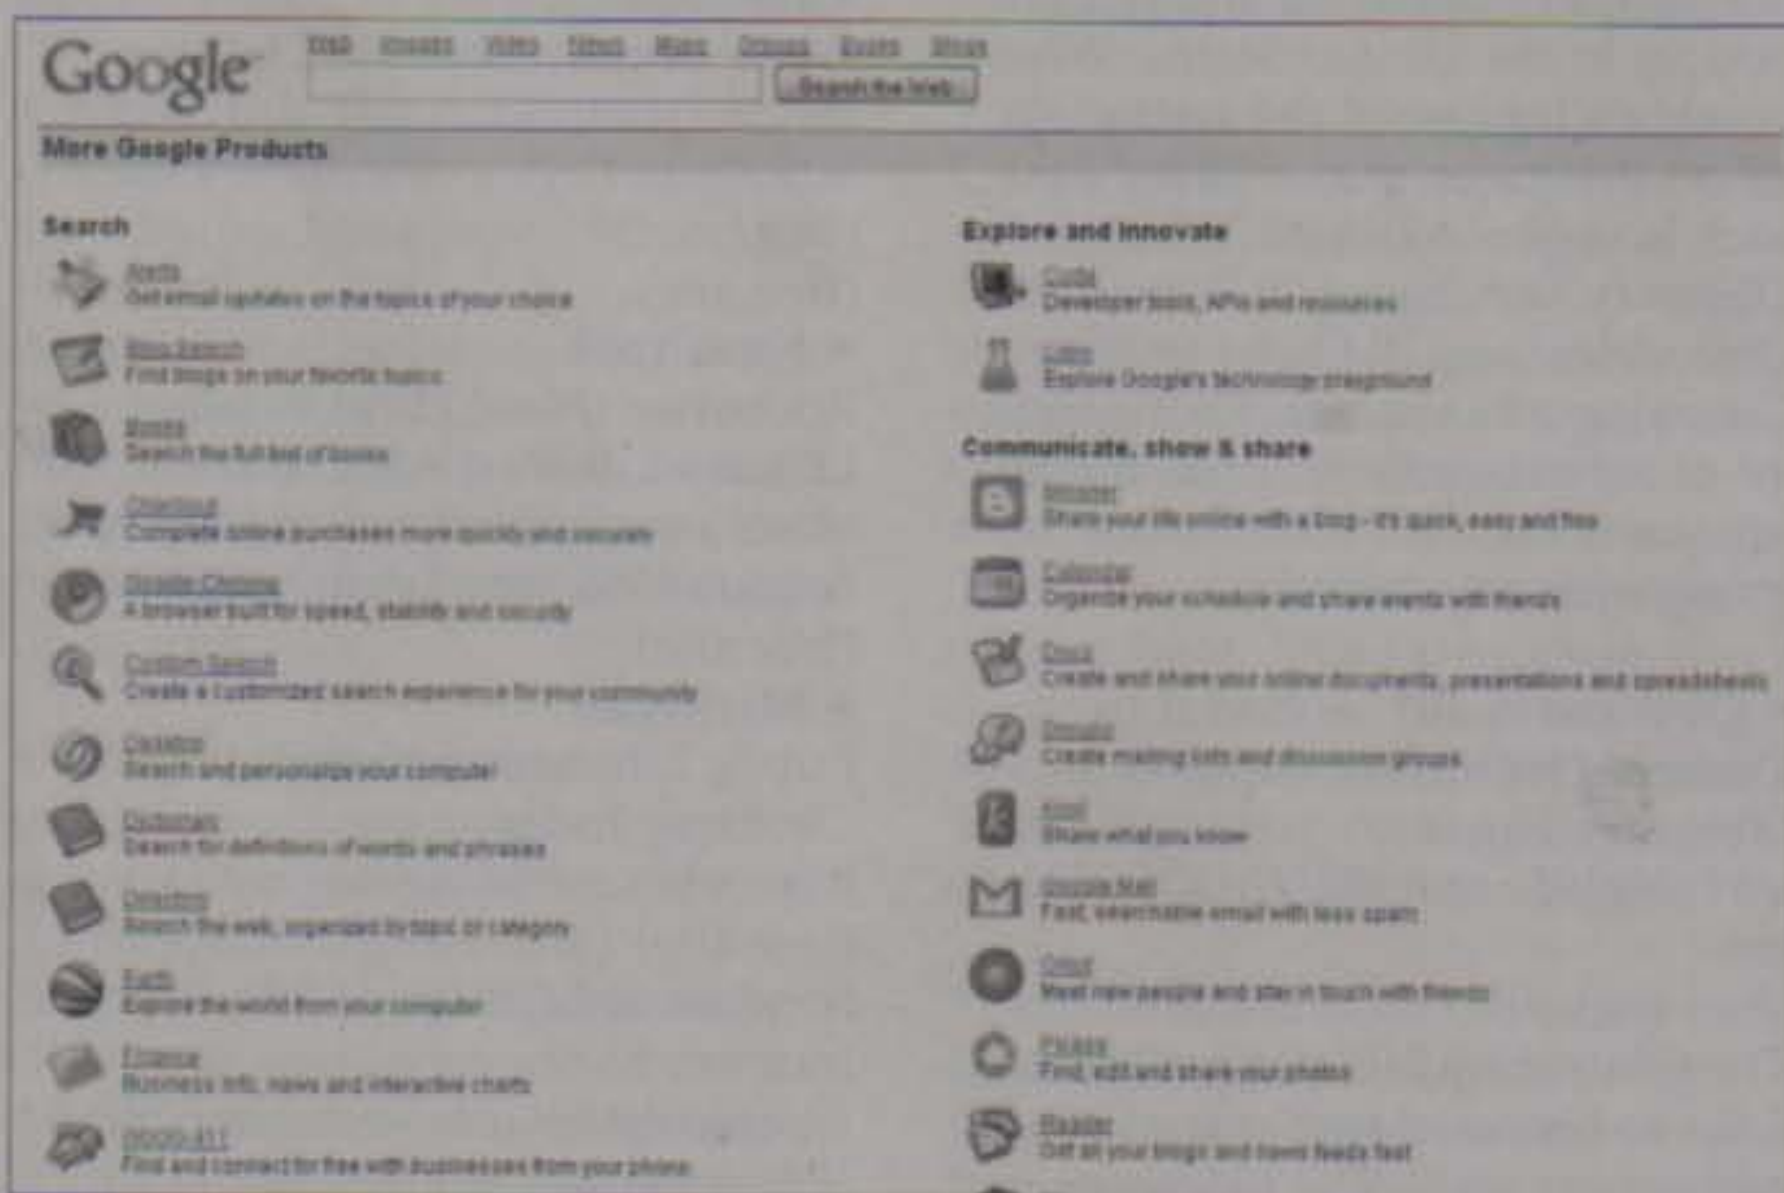 Google
Web Images Video News Maps Groups Books
Search the Web
More Google Products
Search
Alerts
Get email updates on the topics of your choice
Blog Search
Find blogs on your favorite topics
Books
Search the full text of books
Checkout
Complete online purchases more quickly and securely
Google Chrome
A browser built for speed, stability and security
Custom Search
Create a customized search experience for your community
Desktop
Search and personalize your computer
Dictionary
Search for definitions of words and phrases
Directory
Search the web, organized by topic or category
Earth
Explore the world from your computer
Finance
Business info, news and interactive charts
GOOG-411
Find and connect for free with businesses from your phone
Explore and innovate
Code
Developer tools, APIs and resources
Labs
Explore Google's technology playground
Communicate, show & share
Blogger
Share your life online with a blog - it's quick, easy and free
Calendar
Organize your schedule and share events with friends
Docs
Create and share your online documents, presentations and spreadsheets
Groups
Create mailing lists and discussion groups
Knol
Share what you know
Google Mail
Fast, searchable email with less spam
Orkut
Meet new people and stay in touch with friends
Picasa
Find, edit and share your photos
Reader
Get all your blogs and news feeds fast